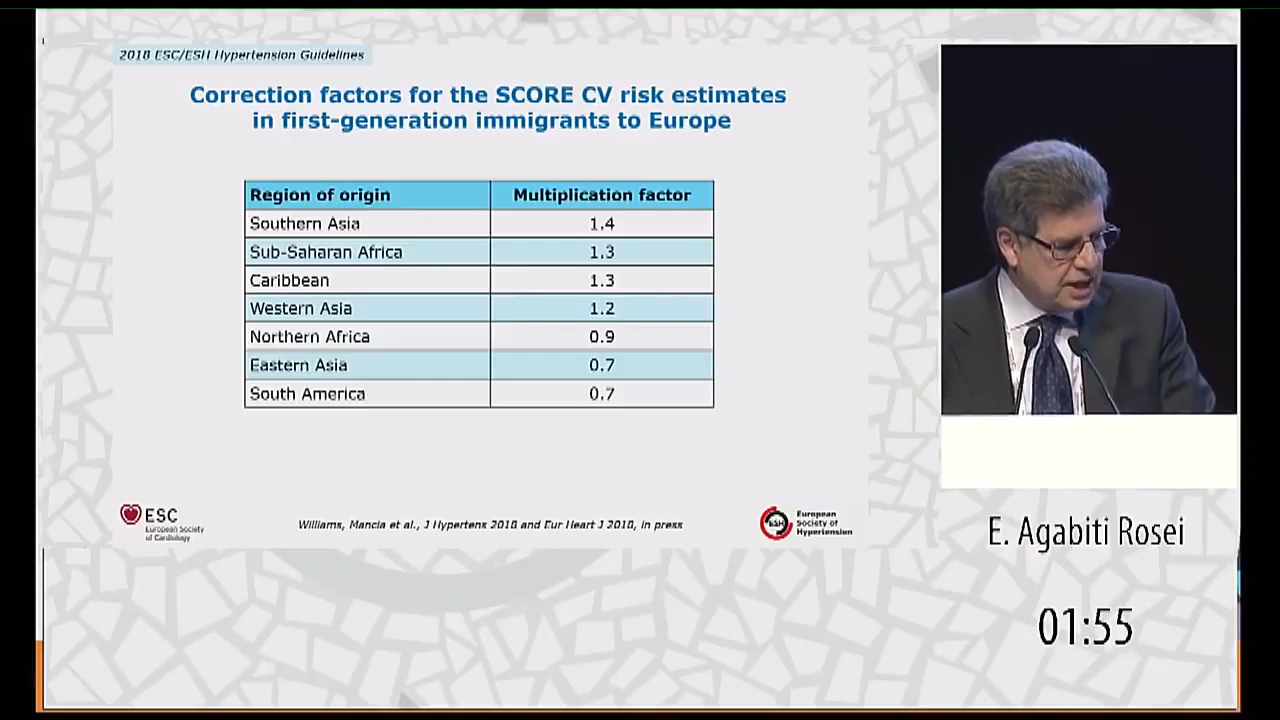 2018 ESC/ESH Hypertension Guidelines
Correction factors for the SCORE CV risk estimates
in first-generation immigrants to Europe
Region of origin Multiplication factor
Southern Asia 1.4
Sub-Saharan Africa 1.3
Caribbean 1.3
Western Asia 1.2
Northern Africa 0.9
Eastern Asia 0.7
South America 0.7
ESC
European Society
of Cardiology
Williams, Mancia et al., J Hypertens 2018 and Eur Heart J 2018, in press
ESH
European
Society of
Hypertension
E. Agabiti Rosei
01:55